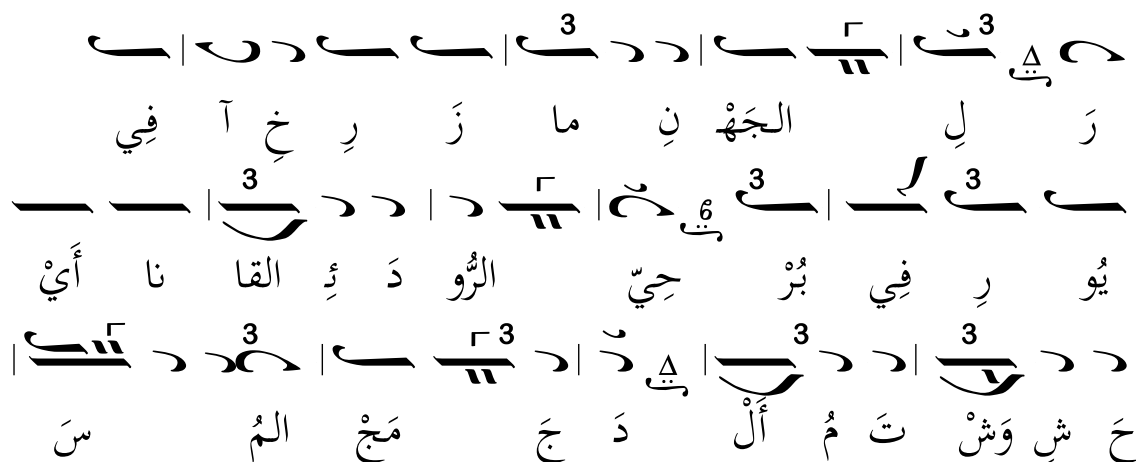 رَ لِ الجَهْ نِ ما زَ رِ خِ آ فِي
يُو رِ فِي بُرْ حِيّ الرُّو دَ ئِ القا نا أَيْ
حَ شِ وَشْ تَ مُ أَلْ دَ جَ مَجْ المُ سَ